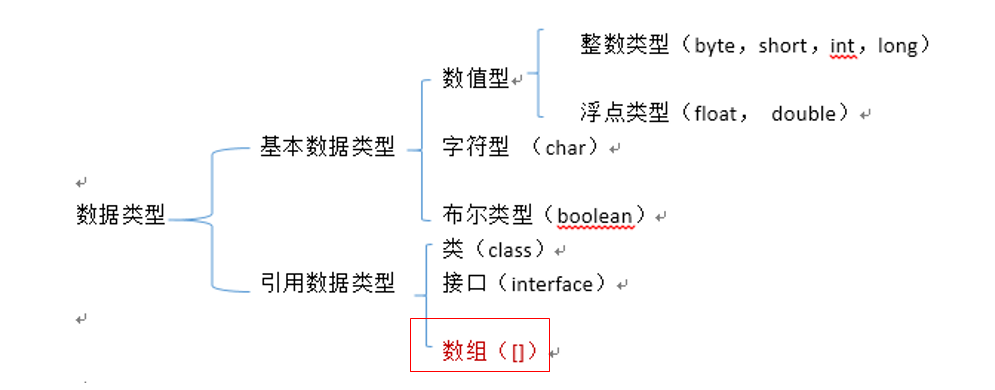 整数类型（byte，short，int，long）
数值型
浮点类型（float， double）
基本数据类型
字符型 （char）
数据类型
布尔类型（boolean）
类（class）
引用数据类型
接口（interface）
数组（[]）